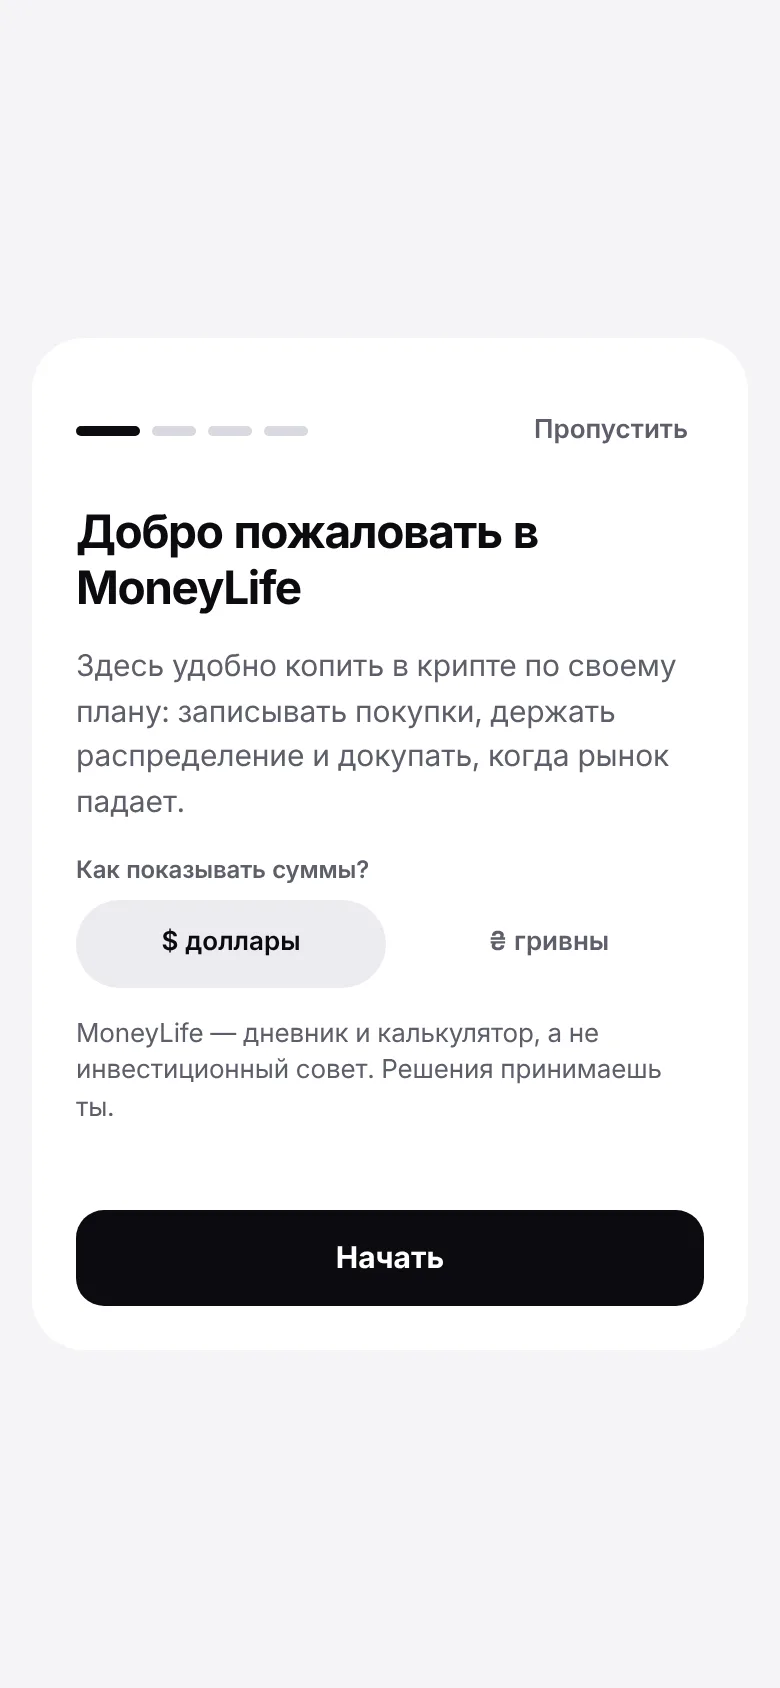 Пропустить
Добро пожаловать в
MoneyLife
Здесь удобно копить в крипте по своему
плану: записывать покупки, держать
распределение и докупать, когда рынок
падает.
Как показывать суммы?
$ доллары
₴ гривны
MoneyLife — дневник и калькулятор, а не
инвестиционный совет. Решения принимаешь
ты.
Начать